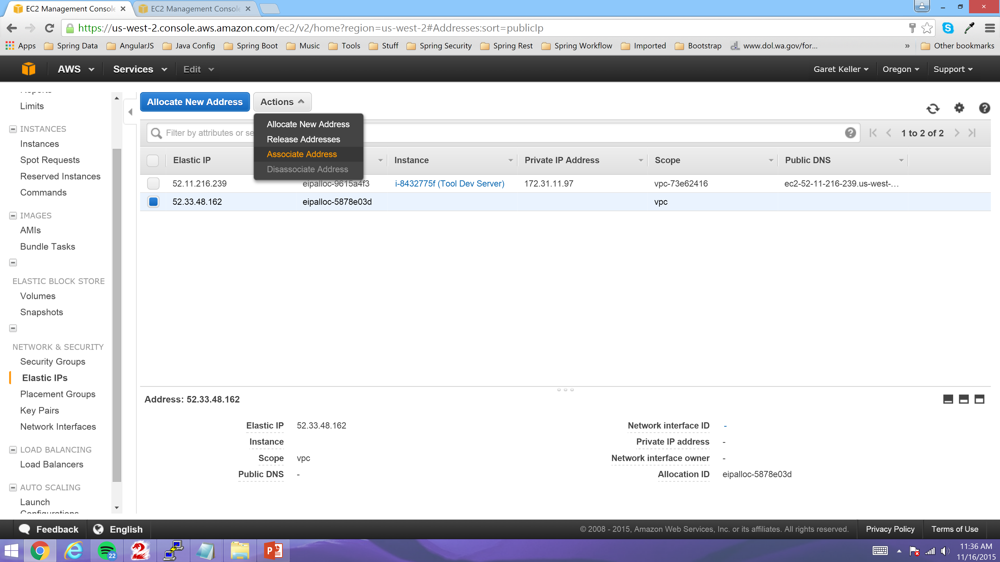 EC2 Management Console
EC2 Management Console
https://us-west-2.console.aws.amazon.com/ec2/v2/home?region=us-west-2#Addresses:sort=publicIp
Apps Spring Data AngularJS Java Config Spring Boot Music Tools Stuff Spring Security Spring Rest Spring Workflow Imported Bootstrap www.dol.wa.gov/for... » Other bookmarks
AWS Services Edit Garet Keller Oregon Support
Reports
Limits
INSTANCES
Instances
Spot Requests
Reserved Instances
Commands
IMAGES
AMIs
Bundle Tasks
ELASTIC BLOCK STORE
Volumes
Snapshots
NETWORK & SECURITY
Security Groups
Elastic IPs
Placement Groups
Key Pairs
Network Interfaces
LOAD BALANCING
Load Balancers
AUTO SCALING
Launch
Configurations
Allocate New Address Actions
Allocate New Address
Release Addresses
Associate Address
Disassociate Address
Filter by attributes or se
1 to 2 of 2
Elastic IP Instance Private IP Address Scope Public DNS
52.11.216.239 eipalloc-9615a4f3 i-8432775f (Tool Dev Server) 172.31.11.97 vpc-73e62416 ec2-52-11-216-239.us-west-...
52.33.48.162 eipalloc-5878e03d vpc
Address: 52.33.48.162
Elastic IP 52.33.48.162
Instance
Scope vpc
Public DNS -
Network interface ID -
Private IP address -
Network interface owner -
Allocation ID eipalloc-5878e03d
Feedback English © 2008 - 2015, Amazon Web Services, Inc. or its affiliates. All rights reserved. Privacy Policy Terms of Use
22
11:36 AM
11/16/2015